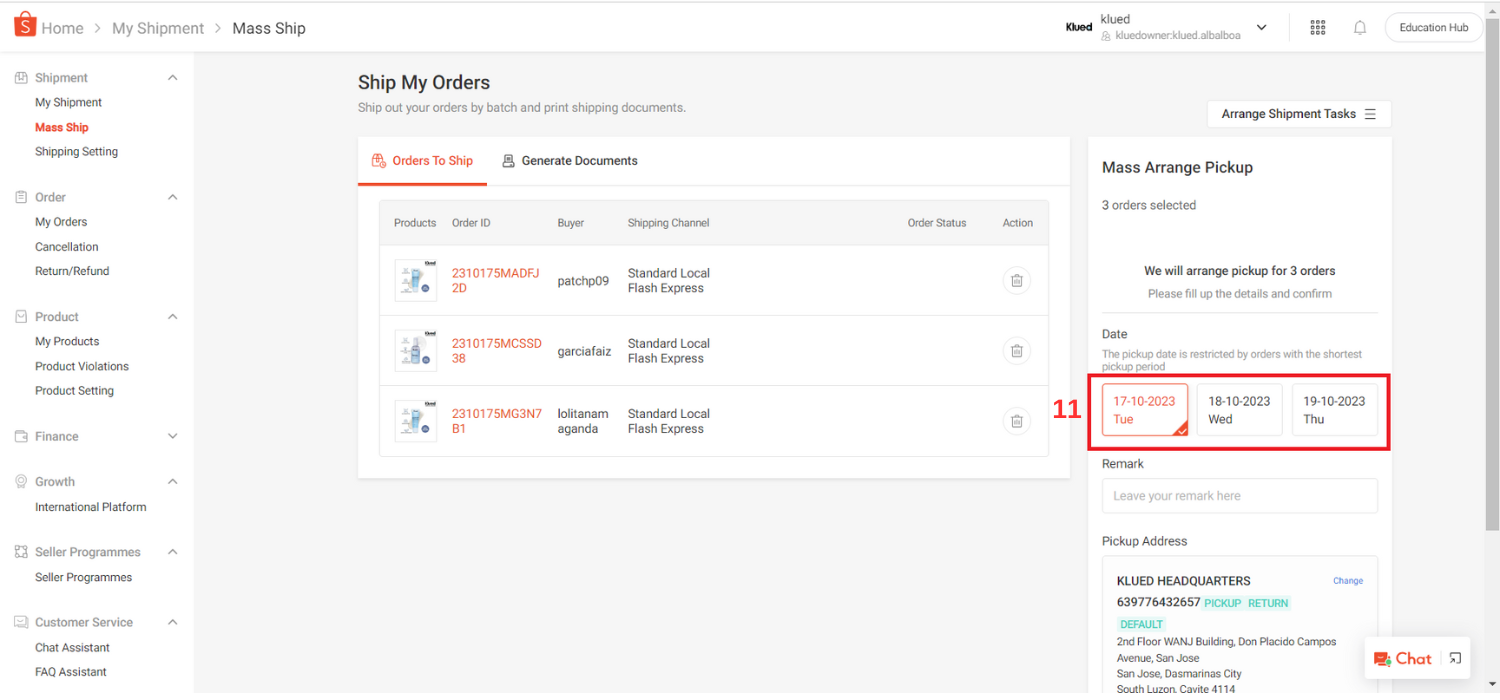 Home > My Shipment > Mass Ship
Klued
klued
kluedowner:klued.albalboa
Education Hub
Shipment
My Shipment
Mass Ship
Shipping Setting
Order
My Orders
Cancellation
Return/Refund
Product
My Products
Product Violations
Product Setting
Finance
Growth
International Platform
Seller Programmes
Seller Programmes
Customer Service
Chat Assistant
FAQ Assistant
Ship My Orders
Ship out your orders by batch and print shipping documents.
Arrange Shipment Tasks
Orders To Ship
Generate Documents
Products Order ID Buyer Shipping Channel Order Status Action
2310175MADFJ
2D
patchp09
Standard Local
Flash Express
2310175MCSSD
38
garciafaiz
Standard Local
Flash Express
2310175MG3N7
B1
lolitanam
aganda
Standard Local
Flash Express
Mass Arrange Pickup
3 orders selected
We will arrange pickup for 3 orders
Please fill up the details and confirm
Date
The pickup date is restricted by orders with the shortest
pickup period
11
17-10-2023
Tue
18-10-2023
Wed
19-10-2023
Thu
Remark
Leave your remark here
Pickup Address
KLUED HEADQUARTERS
Change
639776432657 PICKUP RETURN
DEFAULT
2nd Floor WANJ Building, Don Placido Campos
Avenue, San Jose
San Jose, Dasmarinas City
South Luzon, Cavite 4114
Chat